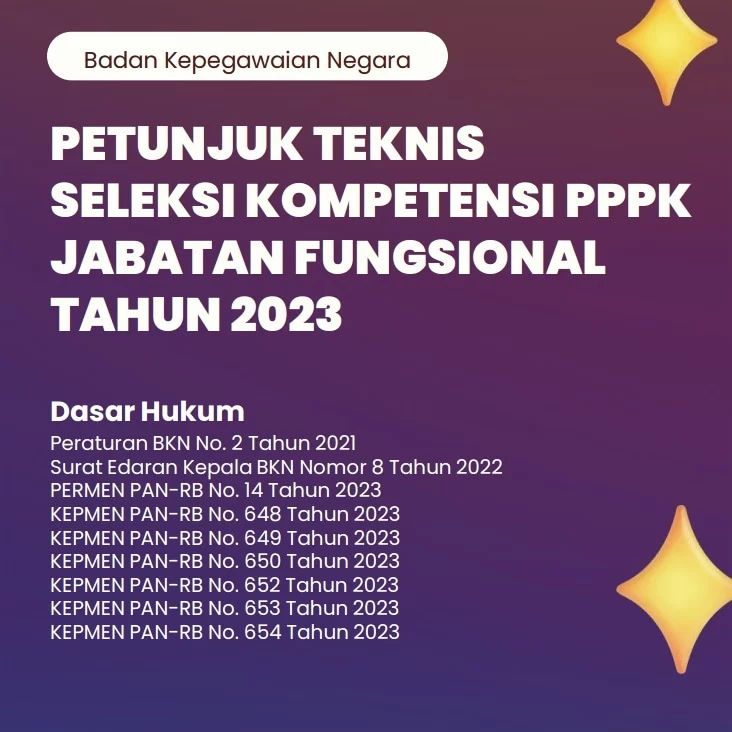 Badan Kepegawaian Negara
PETUNJUK TEKNIS
SELEKSI KOMPETENSI PPPK
JABATAN FUNGSIONAL
TAHUN 2023
Dasar Hukum
Peraturan BKN No. 2 Tahun 2021
Surat Edaran Kepala BKN Nomor 8 Tahun 2022
PERMEN PAN-RB No. 14 Tahun 2023
KEPMEN PAN-RB No. 648 Tahun 2023
KEPMEN PAN-RB No. 649 Tahun 2023
KEPMEN PAN-RB No. 650 Tahun 2023
KEPMEN PAN-RB No. 652 Tahun 2023
KEPMEN PAN-RB No. 653 Tahun 2023
KEPMEN PAN-RB No. 654 Tahun 2023